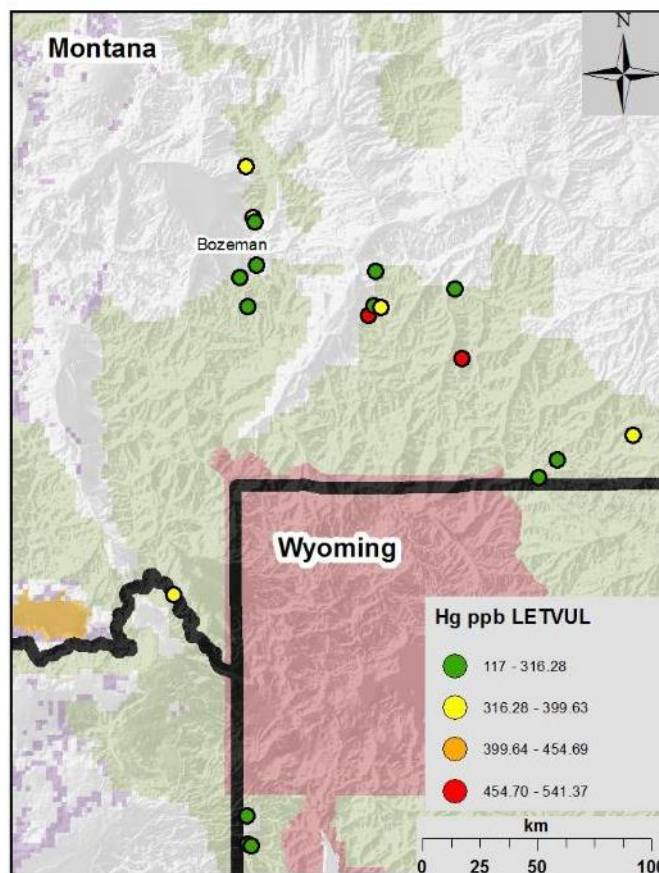 Montana
N
Bozeman
Wyoming
Hg ppb LETVUL
117 - 316.28
316.28 - 399.63
399.64 - 454.69
454.70 - 541.37
km
0 25 50 100